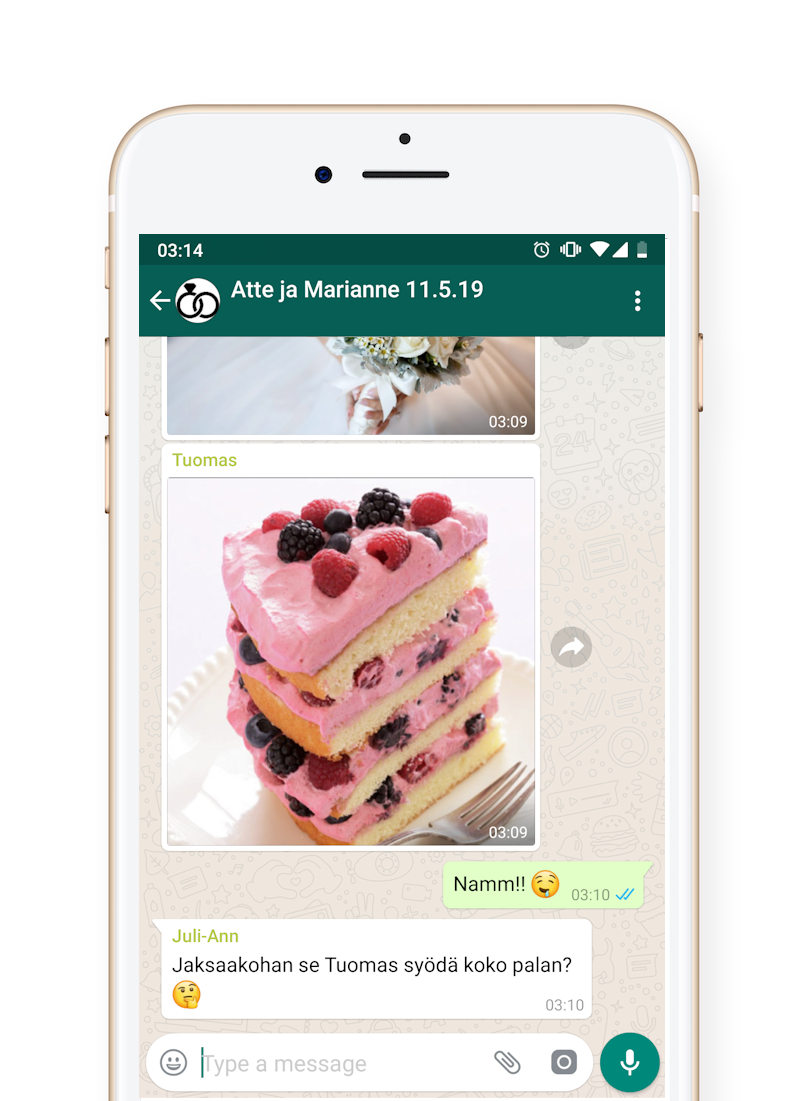 03:14
Atte ja Marianne 11.5.19
03:09
Tuomas
03:09
Namm!! 🤤 03:10
Juli-Ann
Jaksaakohan se Tuomas syödä koko palan?
🤔 03:10
Type a message